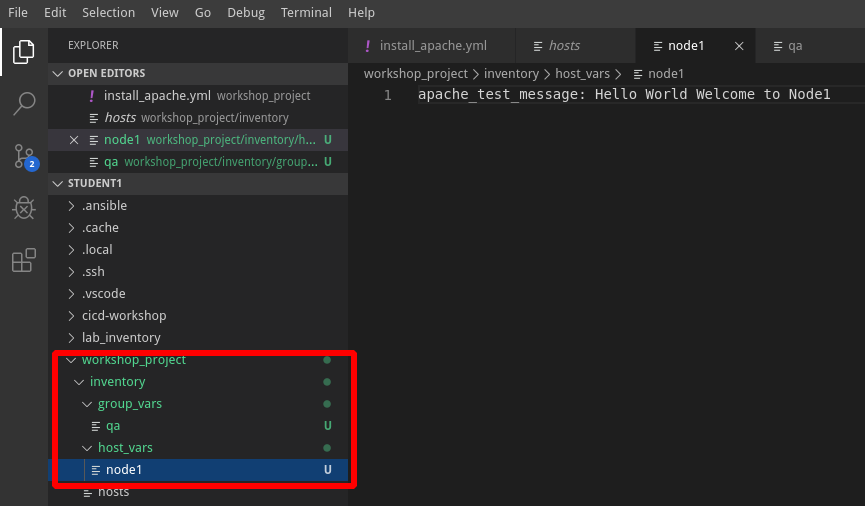 File Edit Selection View Go Debug Terminal Help
EXPLORER
OPEN EDITORS
! install_apache.yml workshop_project
hosts workshop_project/inventory
node1 workshop_project/inventory/h... U
qa workshop_project/inventory/group... U
2
STUDENT1
.ansible
.cache
.local
.ssh
.vscode
cicd-workshop
lab_inventory
workshop_project
inventory
group_vars
qa U
host_vars
node1 U
hosts
! install_apache.yml hosts node1 qa
workshop_project > inventory > host_vars > node1
1 apache_test_message: Hello World Welcome to Node1